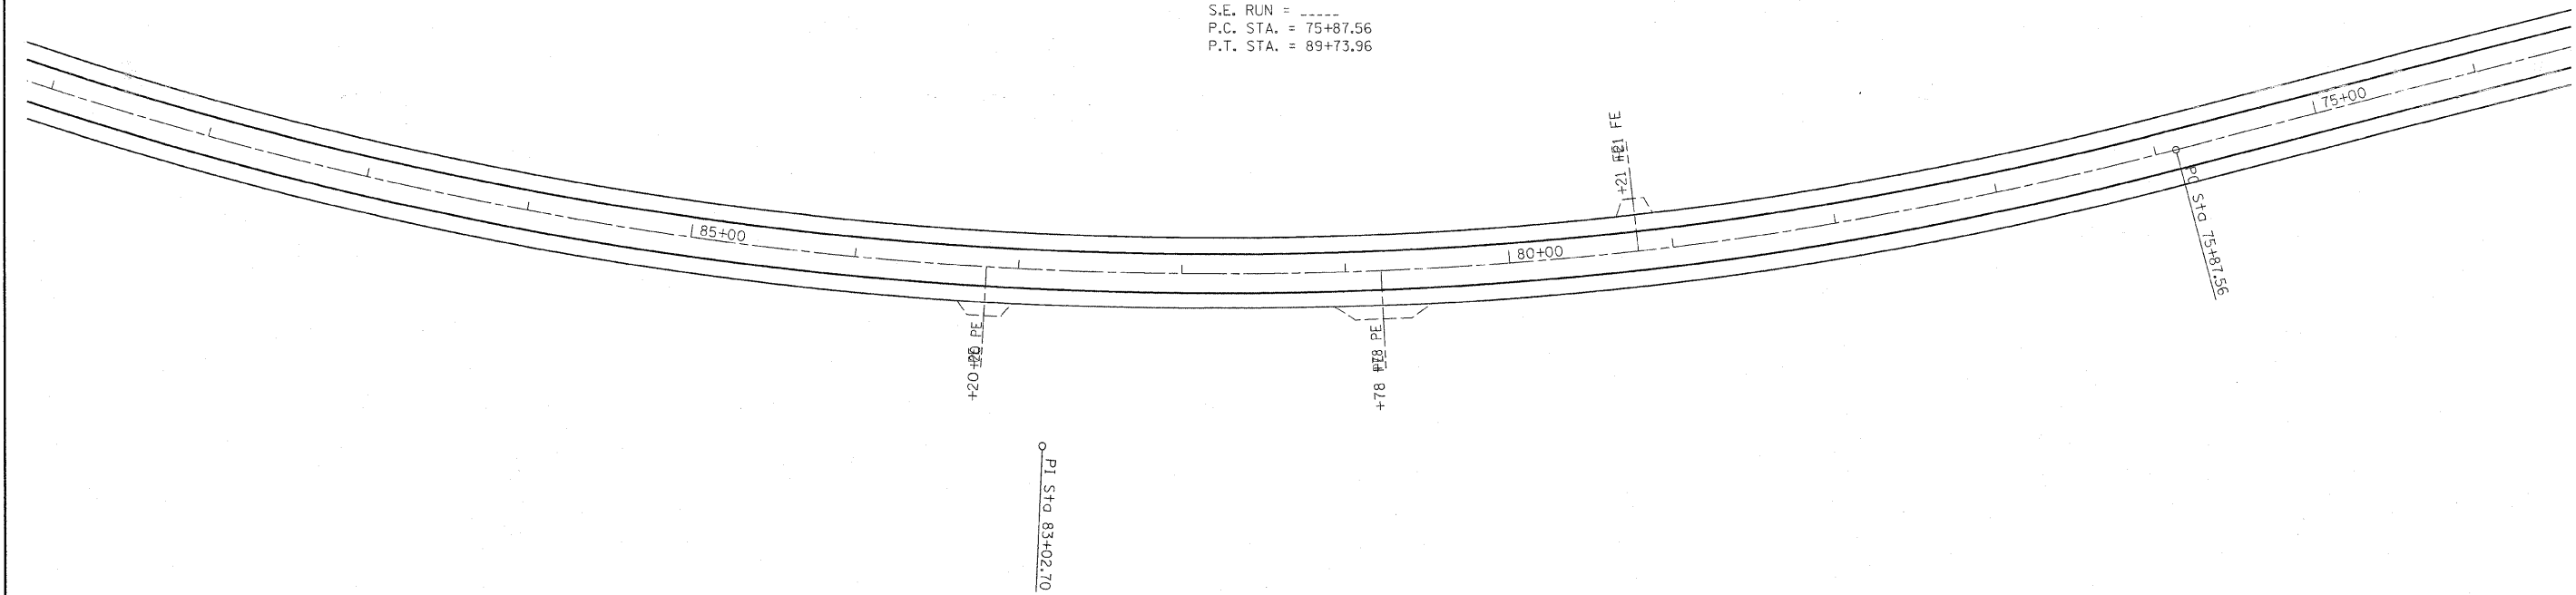 S.E. RUN = _____
P.C. STA. = 75+87.56
P.T. STA. = 89+73.96
75+00
+21 FE
PC Sta 75+87.56
85+00
80+00
+20 PE
+78 PE
PI Sta 83+02.70